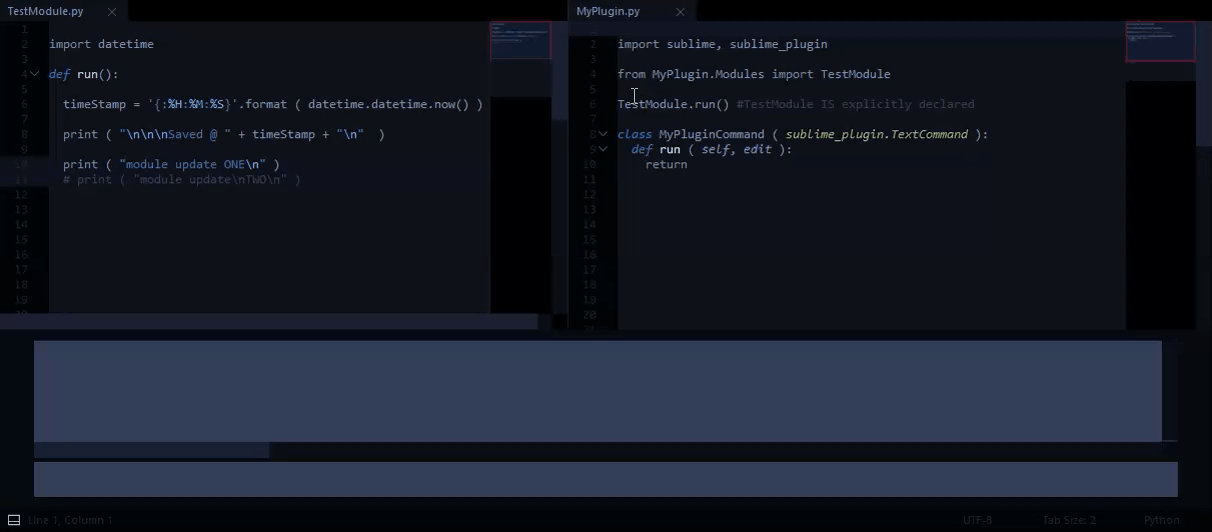 TestModule.py
1
2 import datetime
3
4 def run():
5
6 timeStamp = '{:%H:%M:%S}'.format ( datetime.datetime.now() )
7
8 print ( "\n\n\nSaved @ " + timeStamp + "\n"  )
9
10 print ( "module update ONE\n" )
11 # print ( "module update\nTWO\n" )
12
13
14
15
16
17
18
19
MyPlugin.py
2 import sublime, sublime_plugin
3
4 from MyPlugin.Modules import TestModule
5
6 TestModule.run() #TestModule IS explicitly declared
7
8 class MyPluginCommand ( sublime_plugin.TextCommand ):
9 def run ( self, edit ):
10 return
11
12
13
14
15
16
17
18
19
20
Line 1, Column 1
UTF-8
Tab Size: 2
Python